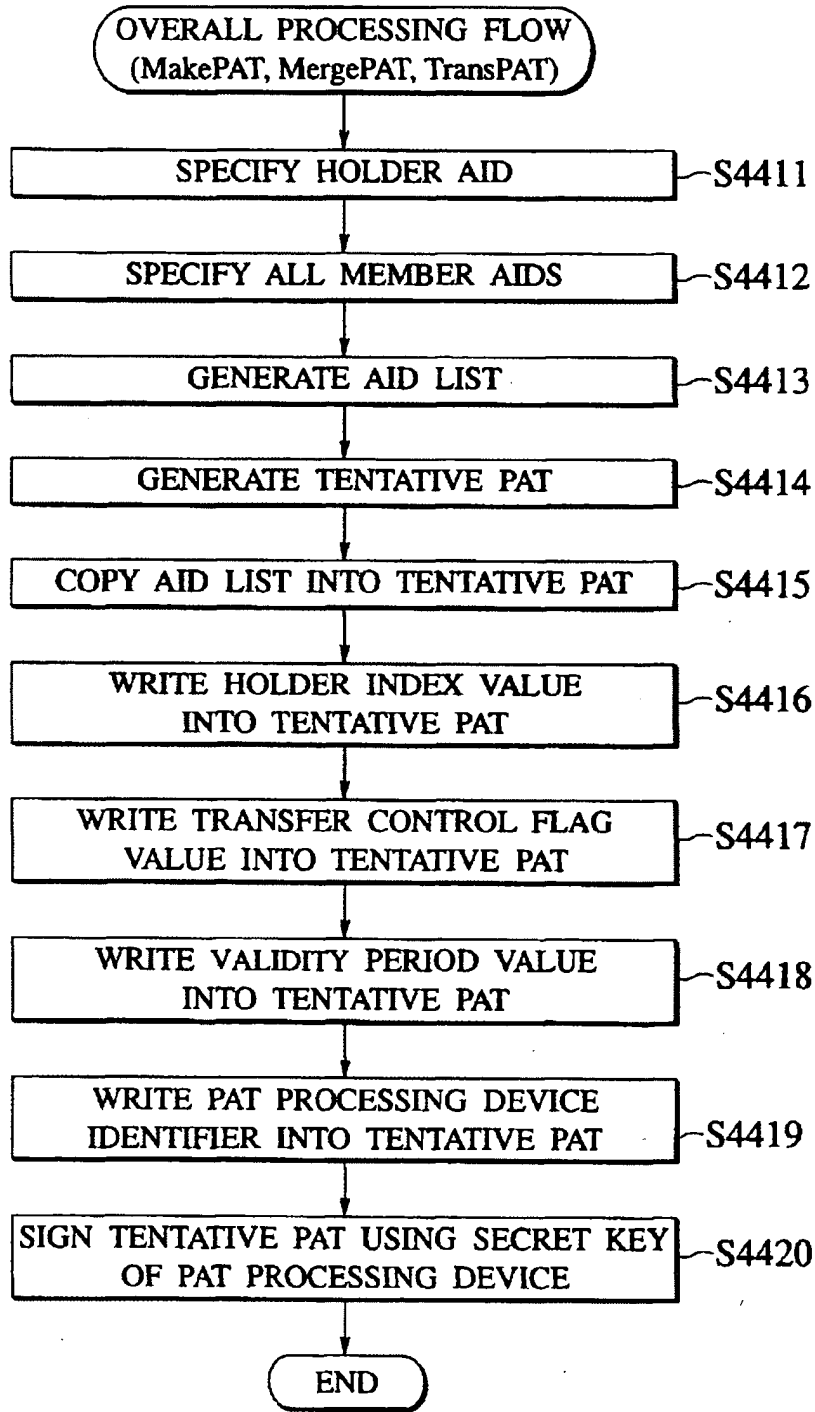 OVERALL PROCESSING FLOW
(MakePAT, MergePAT, TransPAT)
SPECIFY HOLDER AID
S4411
SPECIFY ALL MEMBER AIDS
S4412
GENERATE AID LIST
S4413
GENERATE TENTATIVE PAT
S4414
COPY AID LIST INTO TENTATIVE PAT
S4415
WRITE HOLDER INDEX VALUE
INTO TENTATIVE PAT
S4416
WRITE TRANSFER CONTROL FLAG
VALUE INTO TENTATIVE PAT
S4417
WRITE VALIDITY PERIOD VALUE
INTO TENTATIVE PAT
S4418
WRITE PAT PROCESSING DEVICE
IDENTIFIER INTO TENTATIVE PAT
S4419
SIGN TENTATIVE PAT USING SECRET KEY
OF PAT PROCESSING DEVICE
S4420
END